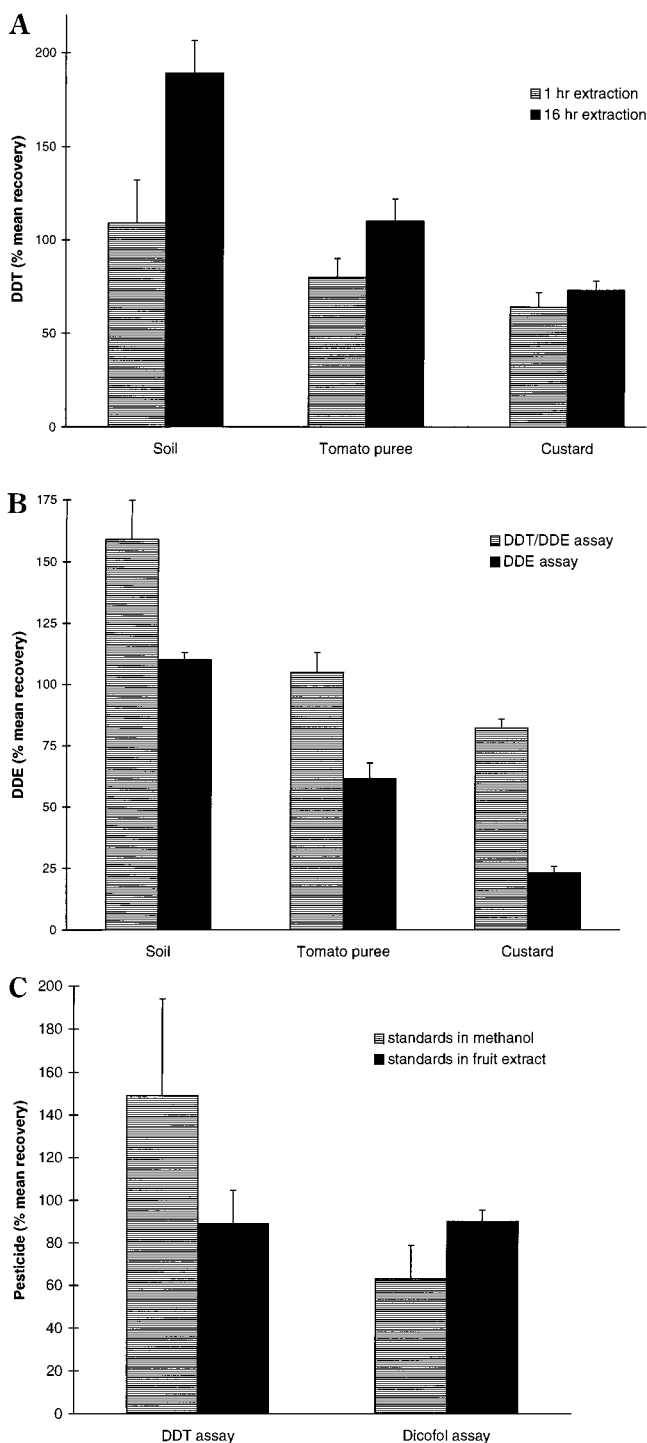 A
200
150
100
50
0
DDT (% mean recovery)
1 hr extraction
16 hr extraction
Soil
Tomato puree
Custard
B
175
150
125
100
75
50
25
0
DDE (% mean recovery)
DDT/DDE assay
DDE assay
Soil
Tomato puree
Custard
C
200
180
160
140
120
100
80
60
40
20
0
Pesticide (% mean recovery)
standards in methanol
standards in fruit extract
DDT assay
Dicofol assay